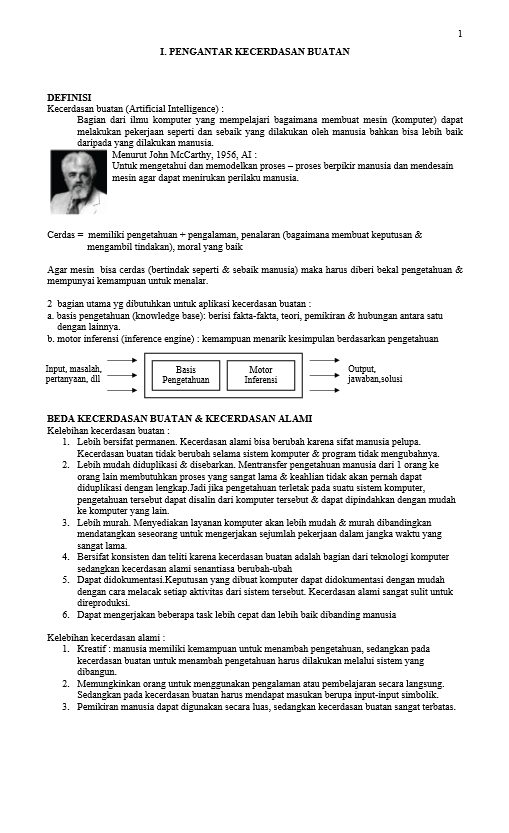 1
I. PENGANTAR KECERDASAN BUATAN
DEFINISI
Kecerdasan buatan (Artificial Intelligence) :
Bagian dari ilmu komputer yang mempelajari bagaimana membuat mesin (komputer) dapat
melakukan pekerjaan seperti dan sebaik yang dilakukan oleh manusia bahkan bisa lebih baik
daripada yang dilakukan manusia.
Menurut John McCarthy, 1956, AI :
Untuk mengetahui dan memodelkan proses – proses berpikir manusia dan mendesain
mesin agar dapat menirukan perilaku manusia.
Cerdas = memiliki pengetahuan + pengalaman, penalaran (bagaimana membuat keputusan &
mengambil tindakan), moral yang baik
Agar mesin bisa cerdas (bertindak seperti & sebaik manusia) maka harus diberi bekal pengetahuan &
mempunyai kemampuan untuk menalar.
2 bagian utama yg dibutuhkan untuk aplikasi kecerdasan buatan :
a. basis pengetahuan (knowledge base): berisi fakta-fakta, teori, pemikiran & hubungan antara satu
dengan lainnya.
b. motor inferensi (inference engine) : kemampuan menarik kesimpulan berdasarkan pengetahuan
Input, masalah,
pertanyaan, dll
Basis
Pengetahuan
Motor
Inferensi
Output,
jawaban,solusi
BEDA KECERDASAN BUATAN & KECERDASAN ALAMI
Kelebihan kecerdasan buatan :
1. Lebih bersifat permanen. Kecerdasan alami bisa berubah karena sifat manusia pelupa.
Kecerdasan buatan tidak berubah selama sistem komputer & program tidak mengubahnya.
2. Lebih mudah diduplikasi & disebarkan. Mentransfer pengetahuan manusia dari 1 orang ke
orang lain membutuhkan proses yang sangat lama & keahlian tidak akan pernah dapat
diduplikasi dengan lengkap.Jadi jika pengetahuan terletak pada suatu sistem komputer,
pengetahuan tersebut dapat disalin dari komputer tersebut & dapat dipindahkan dengan mudah
ke komputer yang lain.
3. Lebih murah. Menyediakan layanan komputer akan lebih mudah & murah dibandingkan
mendatangkan seseorang untuk mengerjakan sejumlah pekerjaan dalam jangka waktu yang
sangat lama.
4. Bersifat konsisten dan teliti karena kecerdasan buatan adalah bagian dari teknologi komputer
sedangkan kecerdasan alami senantiasa berubah-ubah
5. Dapat didokumentasi.Keputusan yang dibuat komputer dapat didokumentasi dengan mudah
dengan cara melacak setiap aktivitas dari sistem tersebut. Kecerdasan alami sangat sulit untuk
direproduksi.
6. Dapat mengerjakan beberapa task lebih cepat dan lebih baik dibanding manusia
Kelebihan kecerdasan alami :
1. Kreatif : manusia memiliki kemampuan untuk menambah pengetahuan, sedangkan pada
kecerdasan buatan untuk menambah pengetahuan harus dilakukan melalui sistem yang
dibangun.
2. Memungkinkan orang untuk menggunakan pengalaman atau pembelajaran secara langsung.
Sedangkan pada kecerdasan buatan harus mendapat masukan berupa input-input simbolik.
3. Pemikiran manusia dapat digunakan secara luas, sedangkan kecerdasan buatan sangat terbatas.